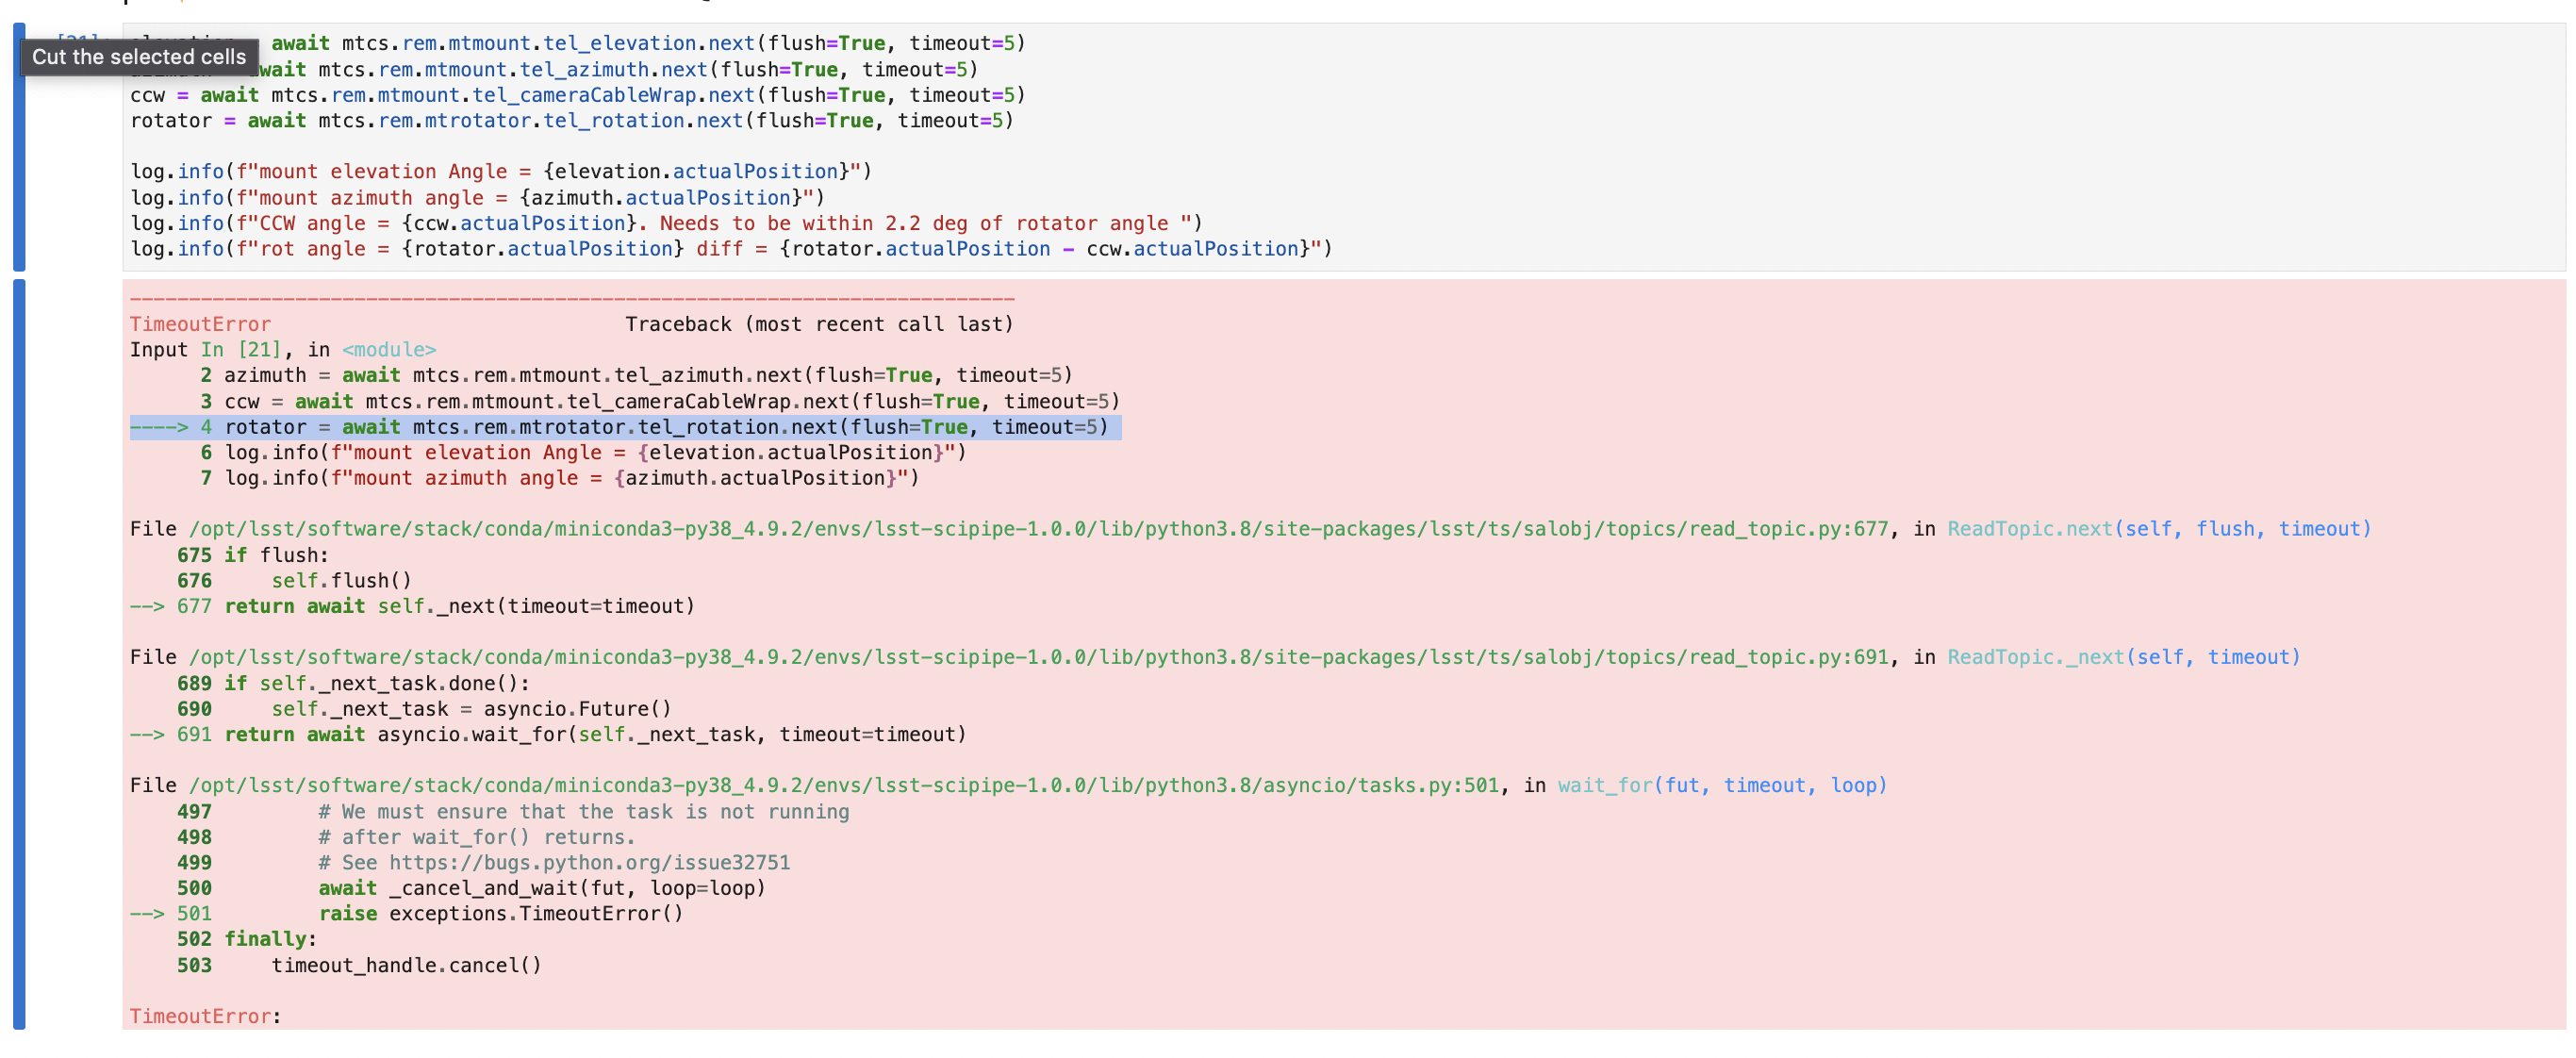 Cut the selected cells
await mtcs.rem.mtmount.tel_elevation.next(flush=True, timeout=5)
await mtcs.rem.mtmount.tel_azimuth.next(flush=True, timeout=5)
ccw = await mtcs.rem.mtmount.tel_cameraCableWrap.next(flush=True, timeout=5)
rotator = await mtcs.rem.mtrotator.tel_rotation.next(flush=True, timeout=5)
log.info(f"mount elevation Angle = {elevation.actualPosition}")
log.info(f"mount azimuth angle = {azimuth.actualPosition}")
log.info(f"CCW angle = {ccw.actualPosition}. Needs to be within 2.2 deg of rotator angle ")
log.info(f"rot angle = {rotator.actualPosition} diff = {rotator.actualPosition - ccw.actualPosition}")
---------------------------------------------------------------------------
TimeoutError                              Traceback (most recent call last)
Input In [21], in <module>
      2 azimuth = await mtcs.rem.mtmount.tel_azimuth.next(flush=True, timeout=5)
      3 ccw = await mtcs.rem.mtmount.tel_cameraCableWrap.next(flush=True, timeout=5)
----> 4 rotator = await mtcs.rem.mtrotator.tel_rotation.next(flush=True, timeout=5)
      6 log.info(f"mount elevation Angle = {elevation.actualPosition}")
      7 log.info(f"mount azimuth angle = {azimuth.actualPosition}")
File /opt/lsst/software/stack/conda/miniconda3-py38_4.9.2/envs/lsst-scipipe-1.0.0/lib/python3.8/site-packages/lsst/ts/salobj/topics/read_topic.py:677, in ReadTopic.next(self, flush, timeout)
    675 if flush:
    676     self.flush()
--> 677 return await self._next(timeout=timeout)
File /opt/lsst/software/stack/conda/miniconda3-py38_4.9.2/envs/lsst-scipipe-1.0.0/lib/python3.8/site-packages/lsst/ts/salobj/topics/read_topic.py:691, in ReadTopic._next(self, timeout)
    689 if self._next_task.done():
    690     self._next_task = asyncio.Future()
--> 691 return await asyncio.wait_for(self._next_task, timeout=timeout)
File /opt/lsst/software/stack/conda/miniconda3-py38_4.9.2/envs/lsst-scipipe-1.0.0/lib/python3.8/asyncio/tasks.py:501, in wait_for(fut, timeout, loop)
    497         # We must ensure that the task is not running
    498         # after wait_for() returns.
    499         # See https://bugs.python.org/issue32751
    500         await _cancel_and_wait(fut, loop=loop)
--> 501         raise exceptions.TimeoutError()
    502 finally:
    503     timeout_handle.cancel()
TimeoutError: